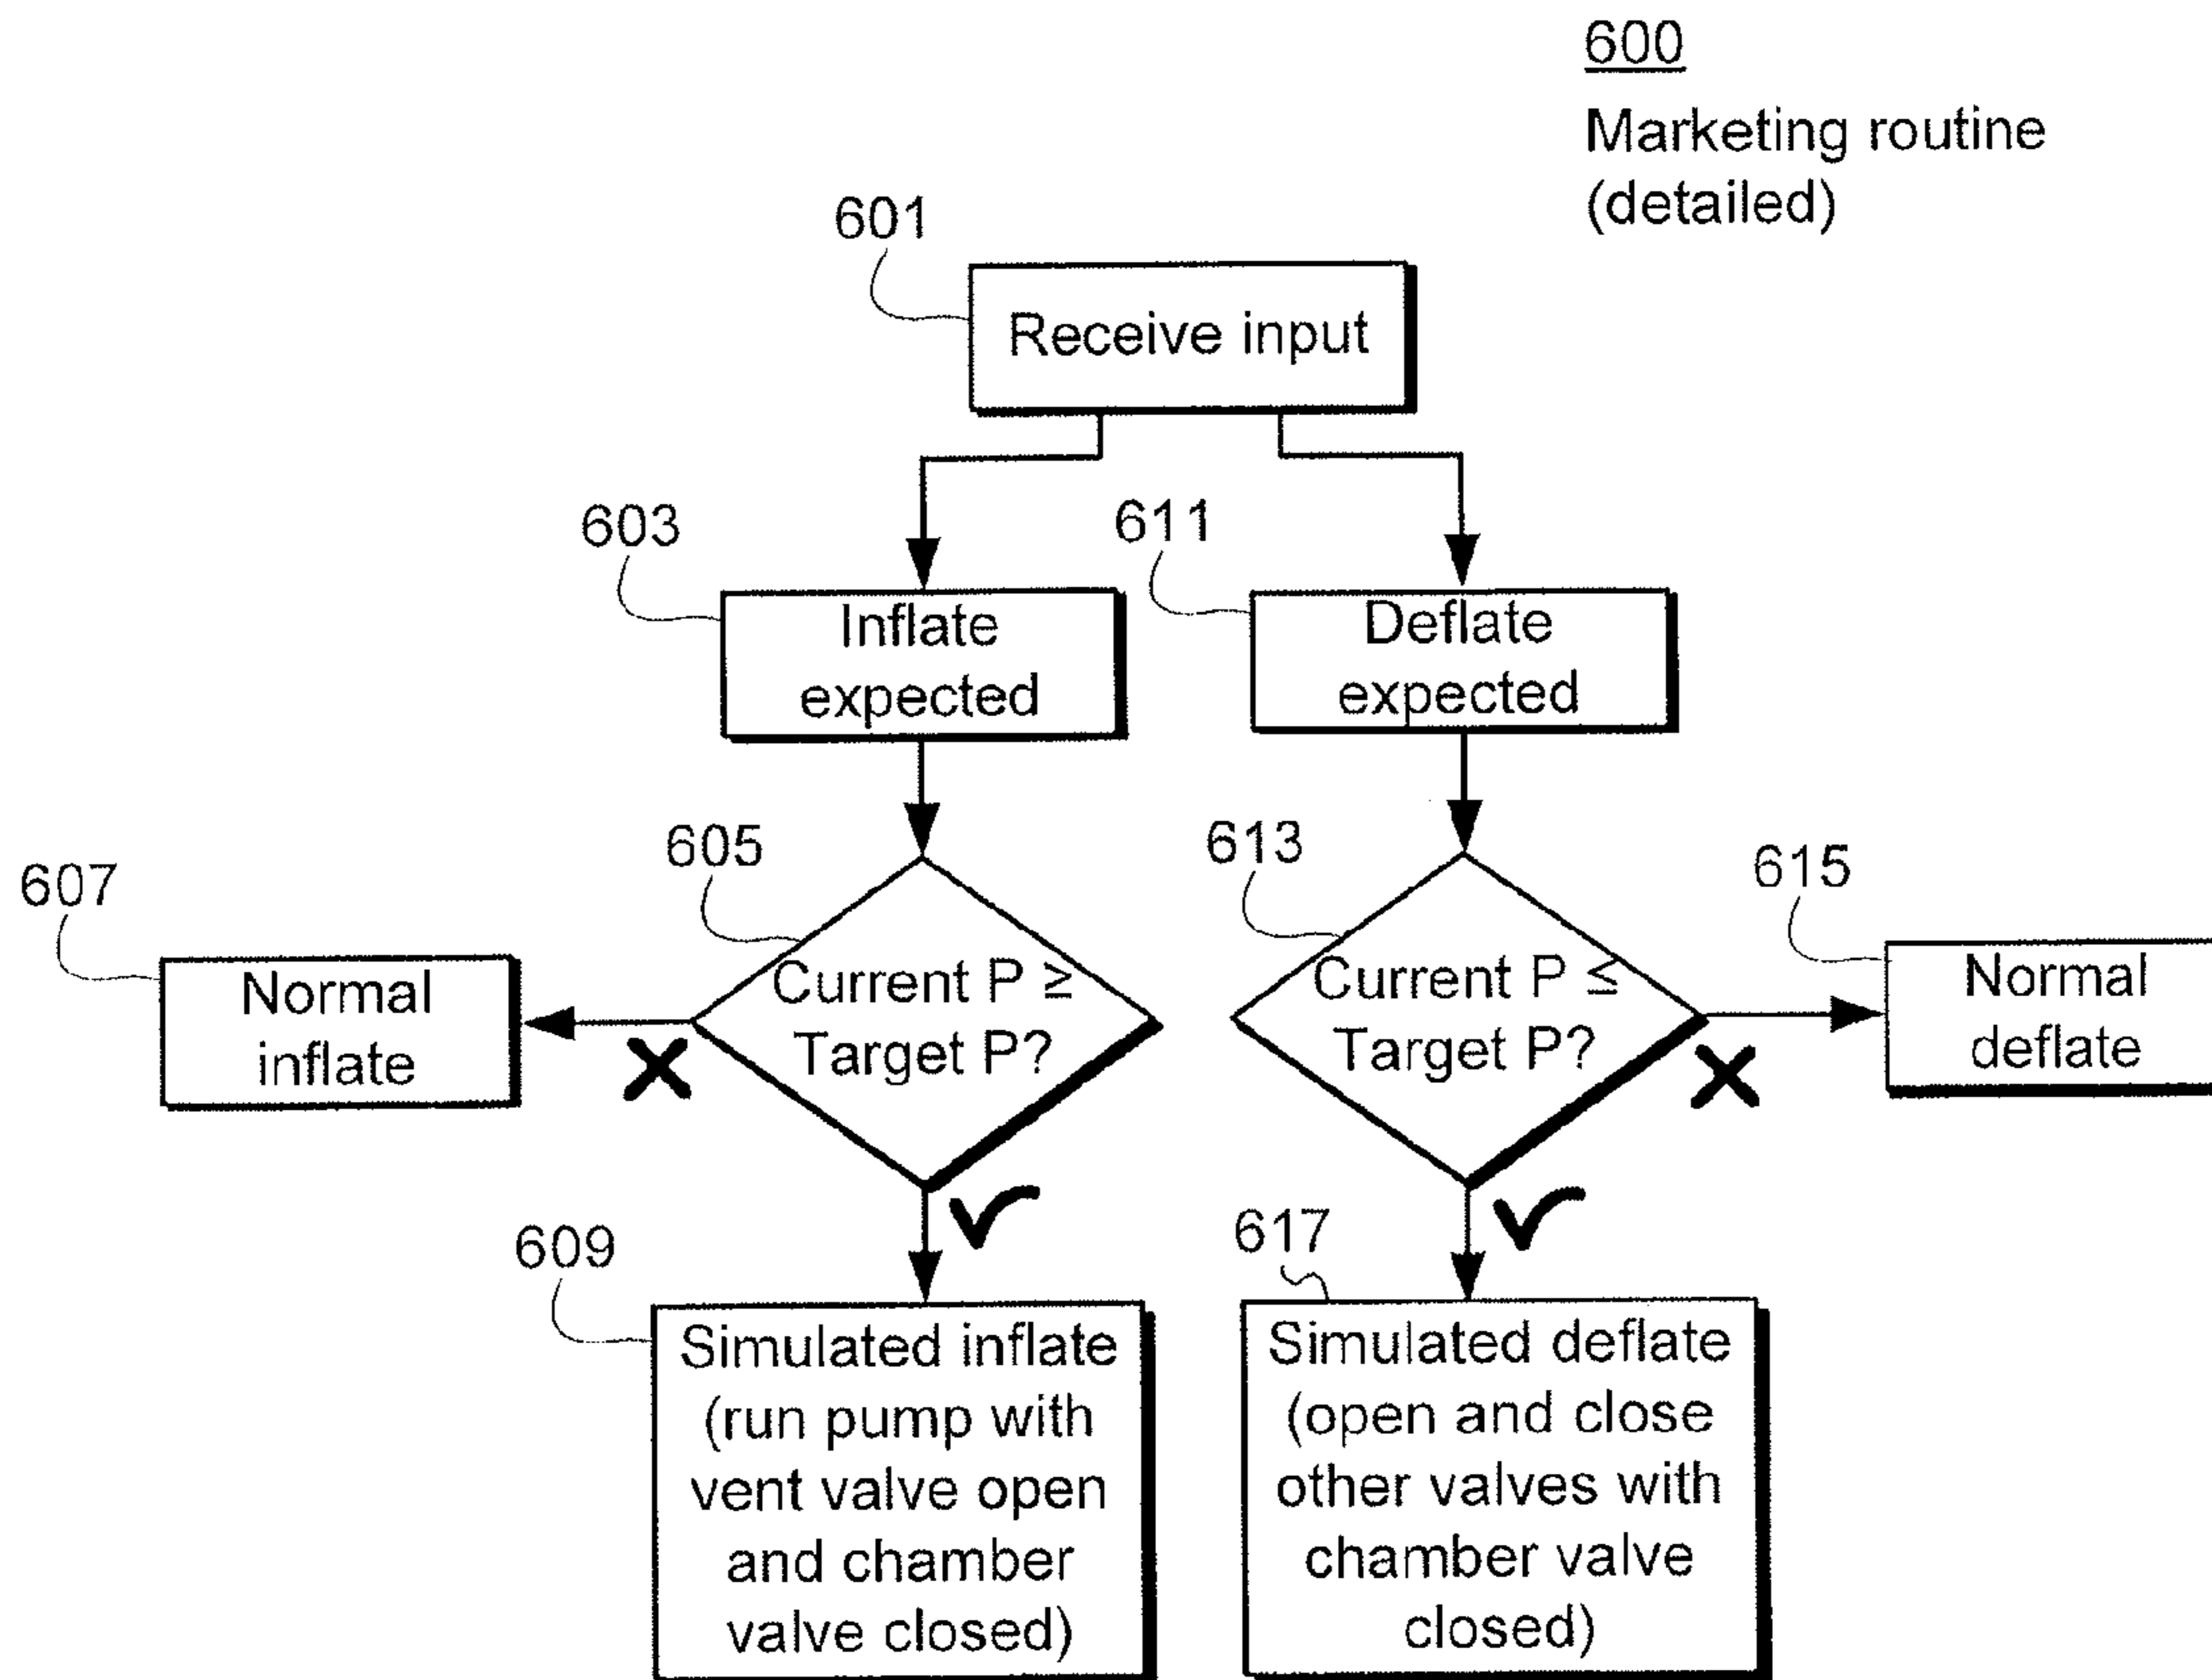 600
Marketing routine
(detailed)
601
Receive input
603
Inflate
expected
611
Deflate
expected
605
Current P ≥
Target P?
607
Normal
inflate
613
Current P ≤
Target P?
615
Normal
deflate
609
Simulated inflate
(run pump with
vent valve open
and chamber
valve closed)
617
Simulated deflate
(open and close
other valves with
chamber valve
closed)